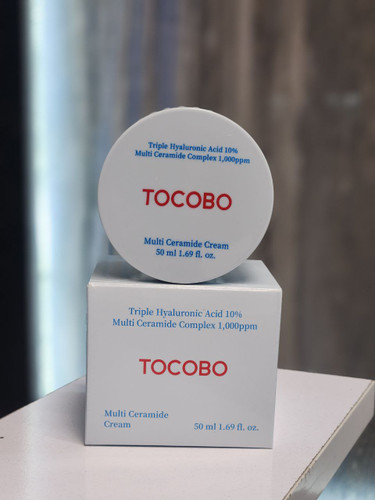 Triple Hyaluronic Acid 10%
Multi Ceramide Complex 1,000ppm
TOCOBO
Multi Ceramide Cream
50 ml 1.69 fl. oz.
Triple Hyaluronic Acid 10%
Multi Ceramide Complex 1,000ppm
TOCOBO
Multi Ceramide
Cream
50 ml 1.69 fl. oz.